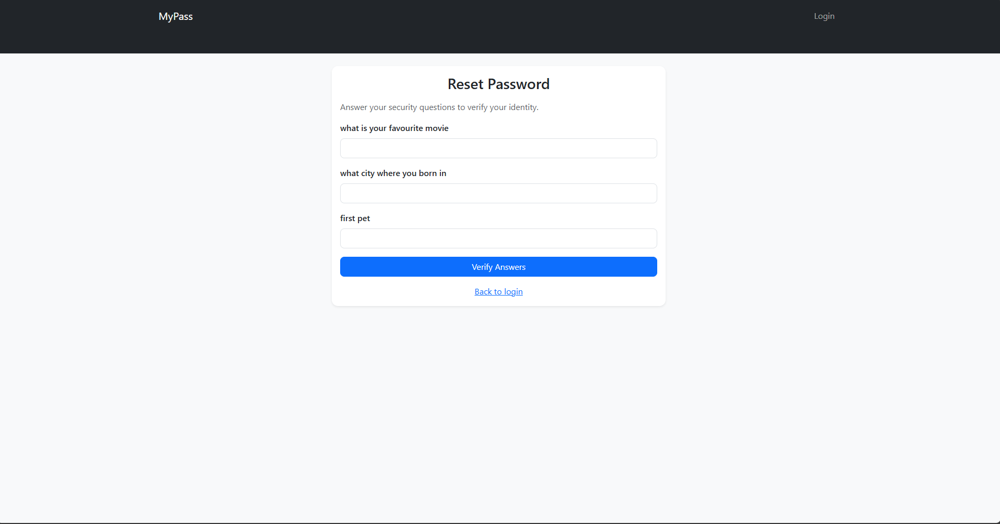 MyPass
Login
Reset Password
Answer your security questions to verify your identity.
what is your favourite movie
what city where you born in
first pet
Verify Answers
Back to login